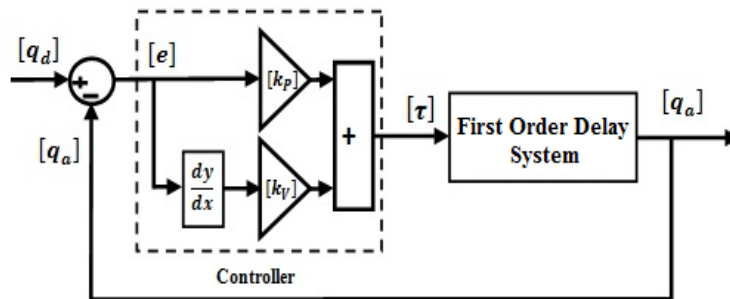 [q_d]
[e]
[k_P]
[τ]
[q_a]
+
−
First Order Delay
System
[q_a]
+
dy
dx
[k_V]
Controller